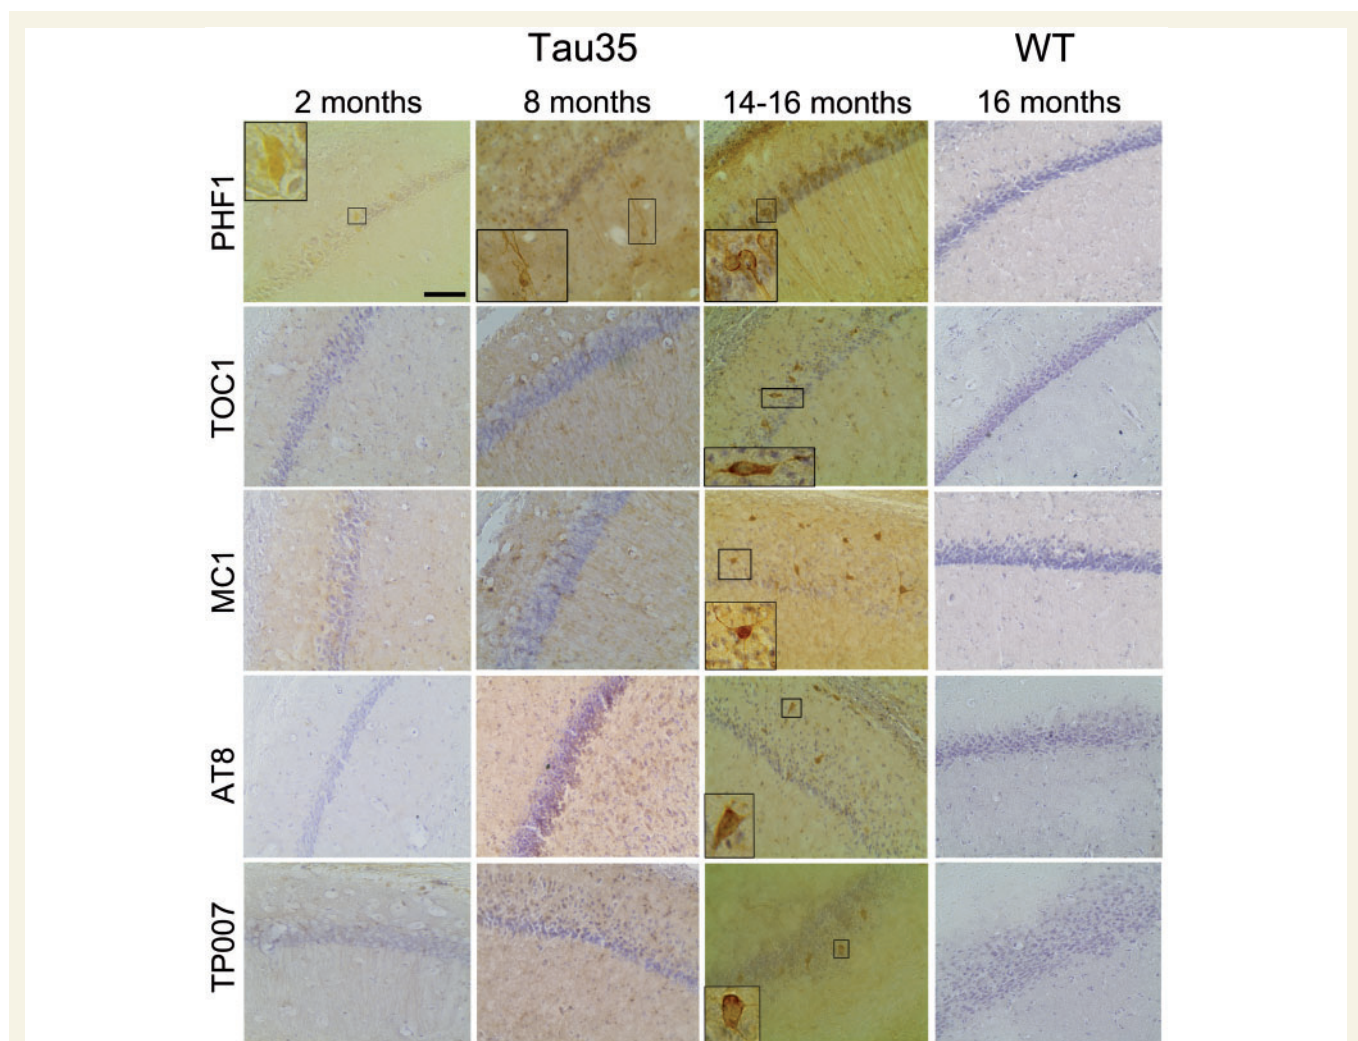 Tau35 WT
2 months 8 months 14-16 months 16 months
PHF1
TOC1
MC1
AT8
TP007